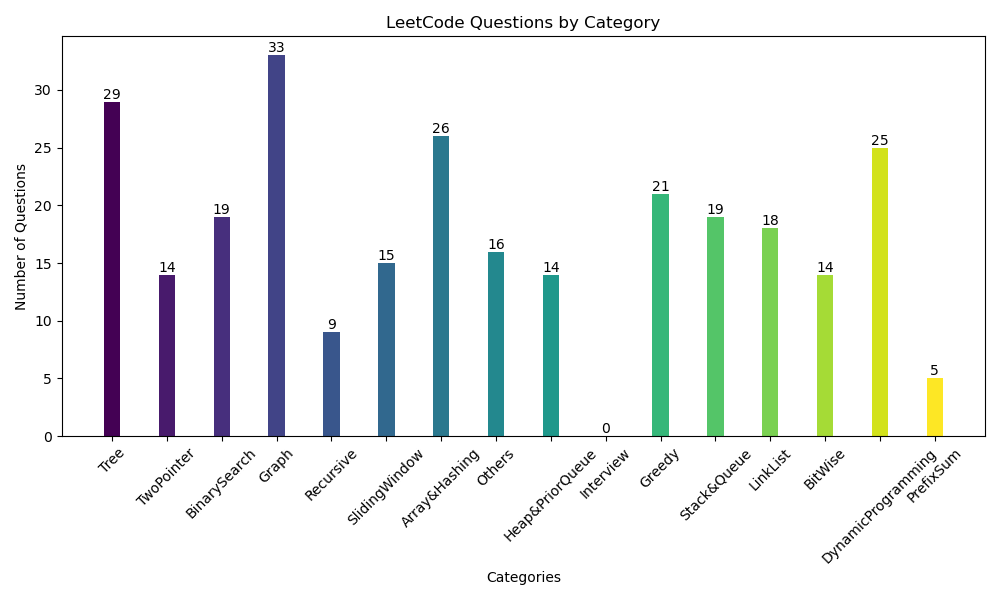 LeetCode Questions by Category
Number of Questions
30
25
20
15
10
5
0
29
14
19
33
9
15
26
16
14
0
21
19
18
14
25
5
Tree
TwoPointer
BinarySearch
Graph
Recursive
SlidingWindow
Array&Hashing
Others
Heap&PriorQueue
Interview
Greedy
Stack&Queue
LinkList
BitWise
DynamicProgramming
PrefixSum
Categories